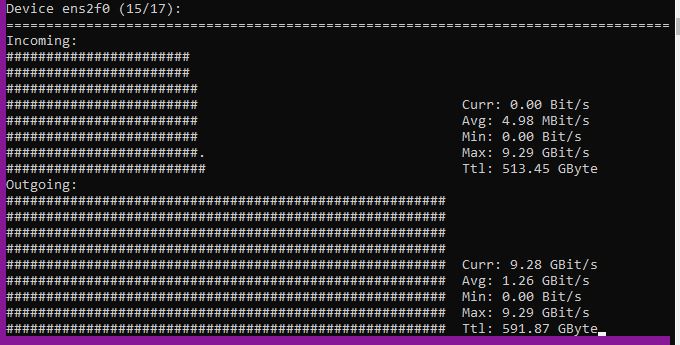 Device ens2f0 (15/17):
===================================================================================
Incoming:
#######################
#######################
########################
########################                                 Curr: 0.00 Bit/s
########################                                 Avg: 4.98 MBit/s
########################                                 Min: 0.00 Bit/s
########################.                                Max: 9.29 GBit/s
#########################                                Ttl: 513.45 GByte
Outgoing:
#######################################################
#######################################################
#######################################################
#######################################################
#######################################################  Curr: 9.28 GBit/s
#######################################################  Avg: 1.26 GBit/s
#######################################################  Min: 0.00 Bit/s
#######################################################  Max: 9.29 GBit/s
#######################################################  Ttl: 591.87 GByte